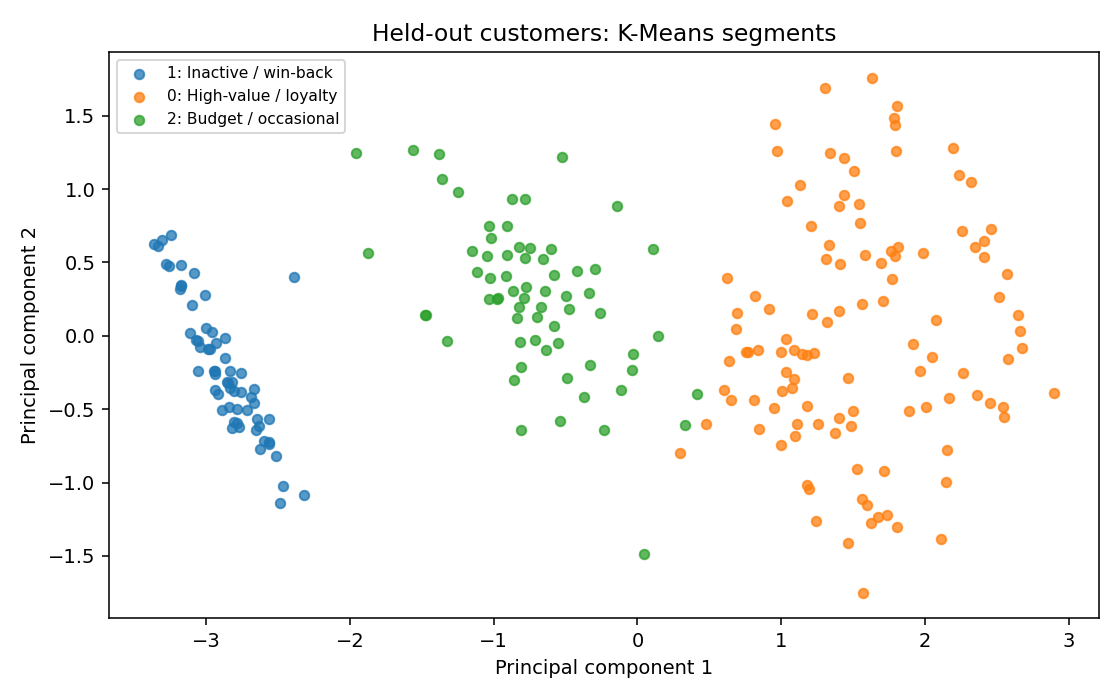 Held-out customers: K-Means segments
1: Inactive / win-back
0: High-value / loyalty
2: Budget / occasional
1.5
1.0
0.5
0.0
−0.5
−1.0
−1.5
Principal component 2
−3
−2
−1
0
1
2
3
Principal component 1